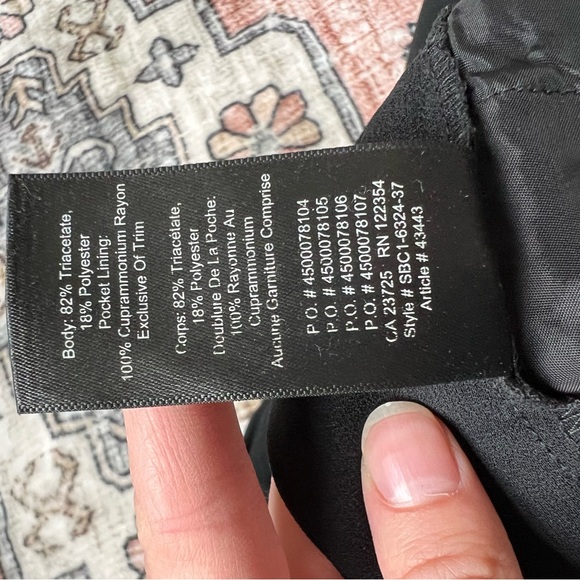 Body: 82% Triacetate,
18% Polyester
Pocket Lining:
100% Cuprammonium Rayon
Exclusive Of Trim
Corps: 82% Triacetate,
18% Polyester
Doublure De La Poche:
100% Rayonne Au
Cuprammonium
Aucune Garniture Comprise
P.O. # 4500078104
P.O. # 4500078105
P.O. # 4500078106
P.O. # 4500078107
CA 23725 RN 122354
Style # SBC1-6324-37
Article # 43443